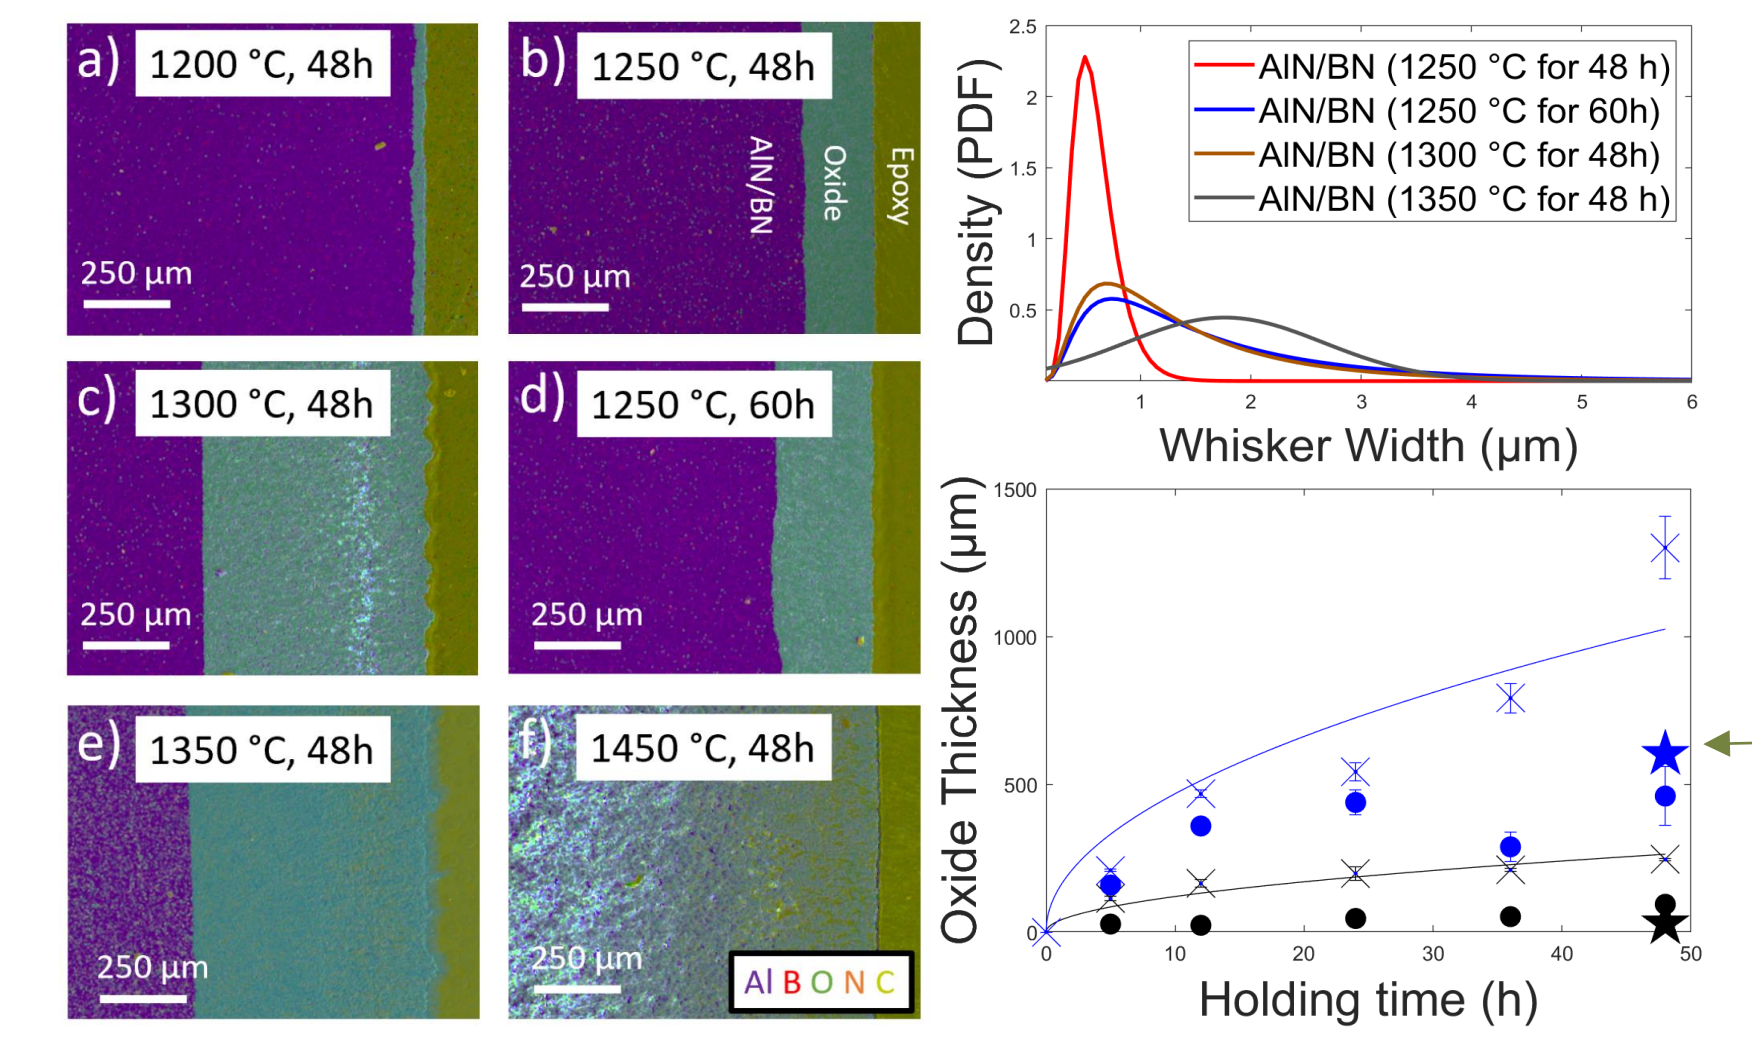 a) 1200 °C, 48h
250 µm
b) 1250 °C, 48h
AlN/BN
Oxide
Epoxy
250 µm
c) 1300 °C, 48h
250 µm
d) 1250 °C, 60h
250 µm
e) 1350 °C, 48h
250 µm
f) 1450 °C, 48h
250 µm
Al B O N C
Density (PDF)
2.5
2
1.5
1
0.5
AlN/BN (1250 °C for 48 h)
AlN/BN (1250 °C for 60h)
AlN/BN (1300 °C for 48h)
AlN/BN (1350 °C for 48 h)
1 2 3 4 5 6
Whisker Width (µm)
Oxide Thickness (µm)
1500
1000
500
0
0 10 20 30 40 50
Holding time (h)